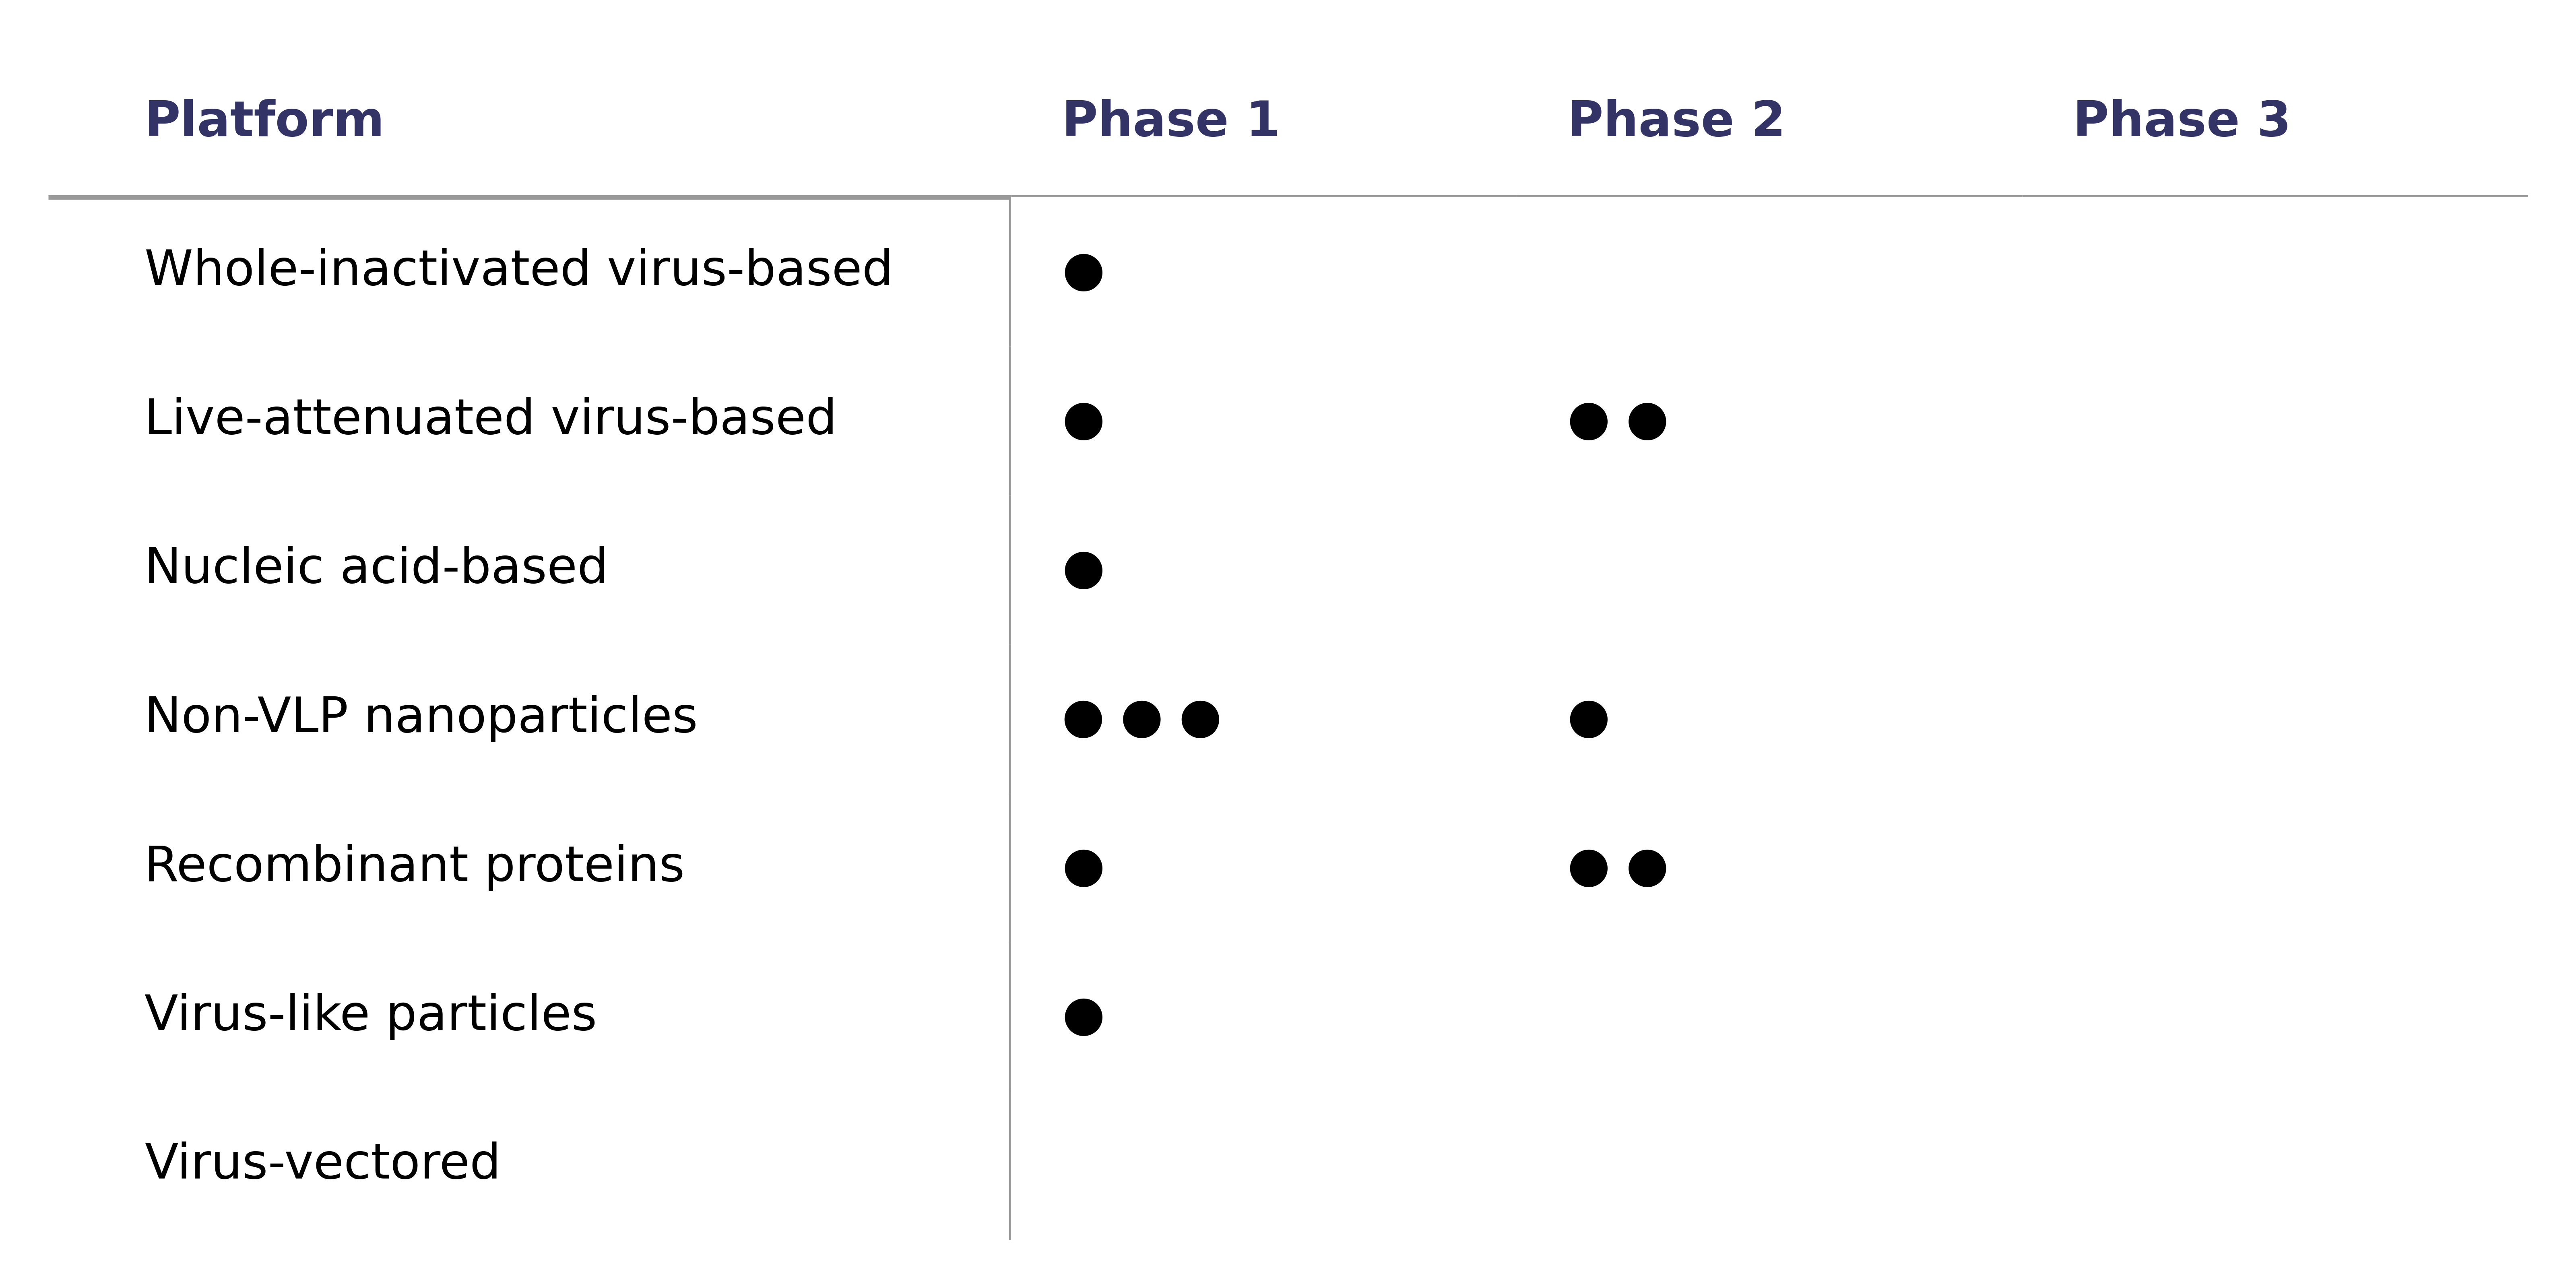 Platform Phase 1 Phase 2 Phase 3
Whole-inactivated virus-based
Live-attenuated virus-based
Nucleic acid-based
Non-VLP nanoparticles
Recombinant proteins
Virus-like particles
Virus-vectored